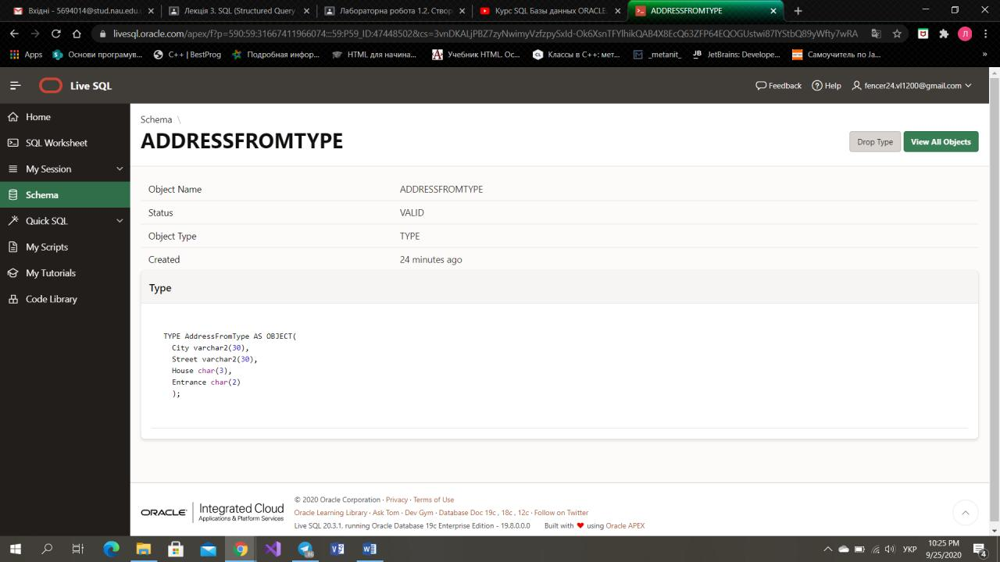 Вхідні - 5694014@stud.nau.edu.
Лекція 3. SQL (Structured Query
Лабораторна робота 1.2. Створ
Курс SQL Базы данных ORACLE.
ADDRESSFROMTYPE
livesql.oracle.com/apex/f?p=590:59:31667411966074:::59:P59_ID:47448502&cs=3vnDKALjPBZ7zyNwimyVzfzpySxId-Ok6XsnTFYlhikQAB4X8EcQ63ZFP64EQOGUstwi87lYStbQ89yWfty7wRA
Л
Apps
Основи програмув...
C++ | BestProg
Подробная инфор...
HTML для начина...
Учебник HTML. Ос...
Классы в C++: мет...
_metanit_
JetBrains: Develope...
Самоучитель по Ja...
»
Live SQL
Feedback
Help
fencer24.vl1200@gmail.com
Home
SQL Worksheet
My Session
Schema
Quick SQL
My Scripts
My Tutorials
Code Library
Schema \
ADDRESSFROMTYPE
Drop Type
View All Objects
Object Name ADDRESSFROMTYPE
Status VALID
Object Type TYPE
Created 24 minutes ago
Type
TYPE AddressFromType AS OBJECT(
City varchar2(30),
Street varchar2(30),
House char(3),
Entrance char(2)
);
ORACLE Integrated Cloud
Applications & Platform Services
© 2020 Oracle Corporation · Privacy · Terms of Use
Oracle Learning Library · Ask Tom · Dev Gym · Database Doc 19c , 18c , 12c · Follow on Twitter
Live SQL 20.3.1, running Oracle Database 19c Enterprise Edition - 19.8.0.0.0 Built with ♥ using Oracle APEX
86
УКР
10:25 PM
9/25/2020
4